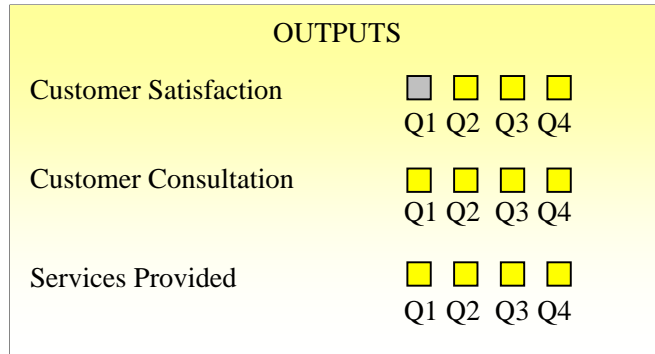 OUTPUTS
Customer Satisfaction
Q1 Q2 Q3 Q4
Customer Consultation
Q1 Q2 Q3 Q4
Services Provided
Q1 Q2 Q3 Q4